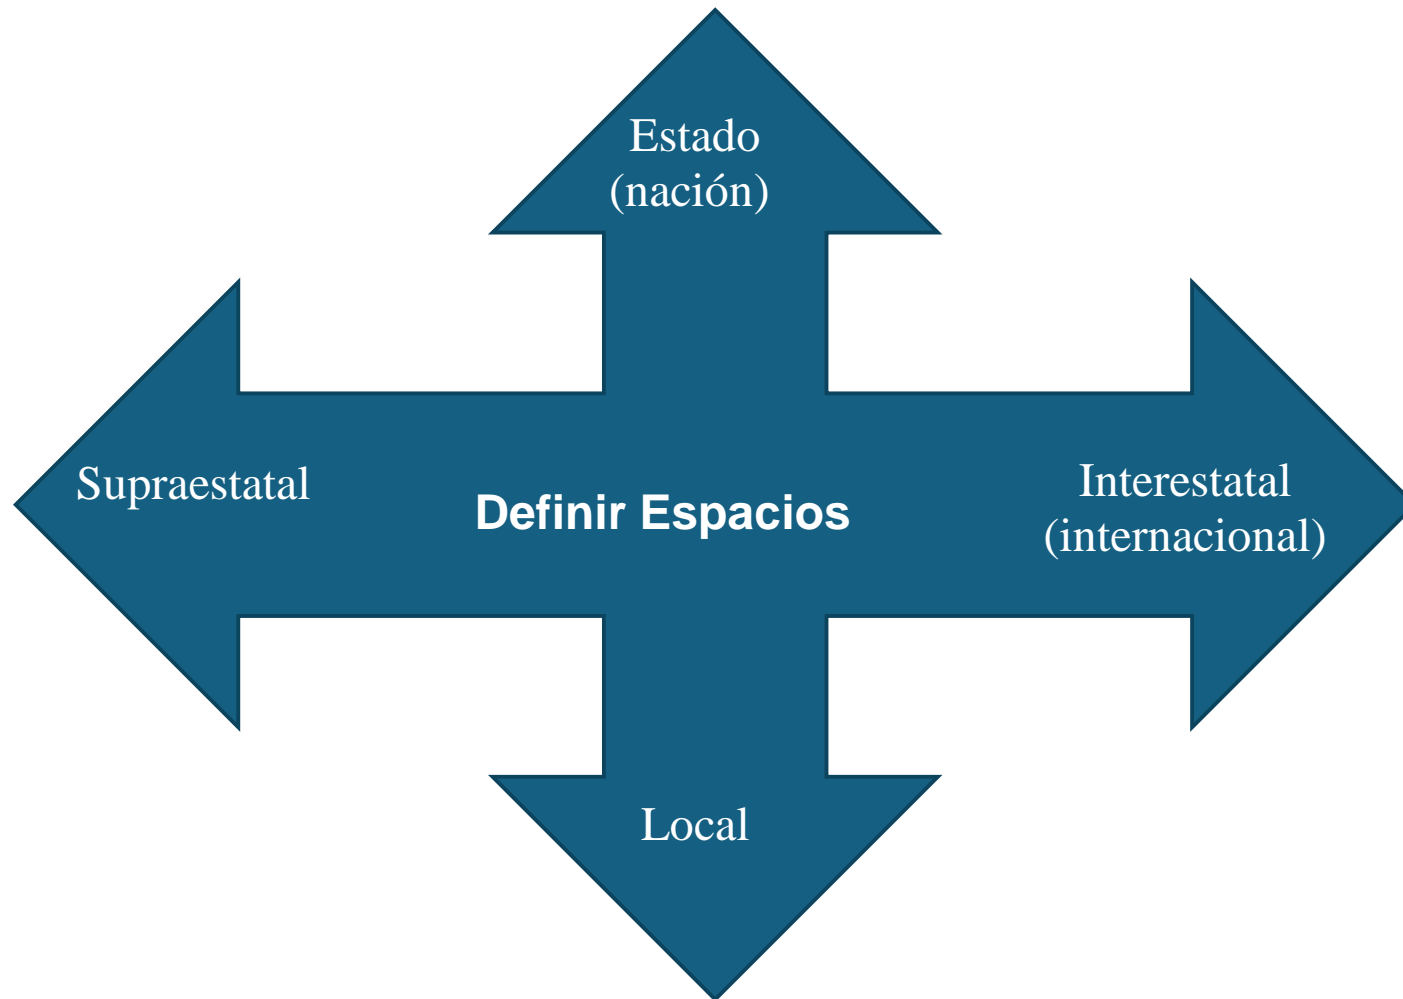 Estado
(nación)
Supraestatal
Definir Espacios
Interestatal
(internacional)
Local